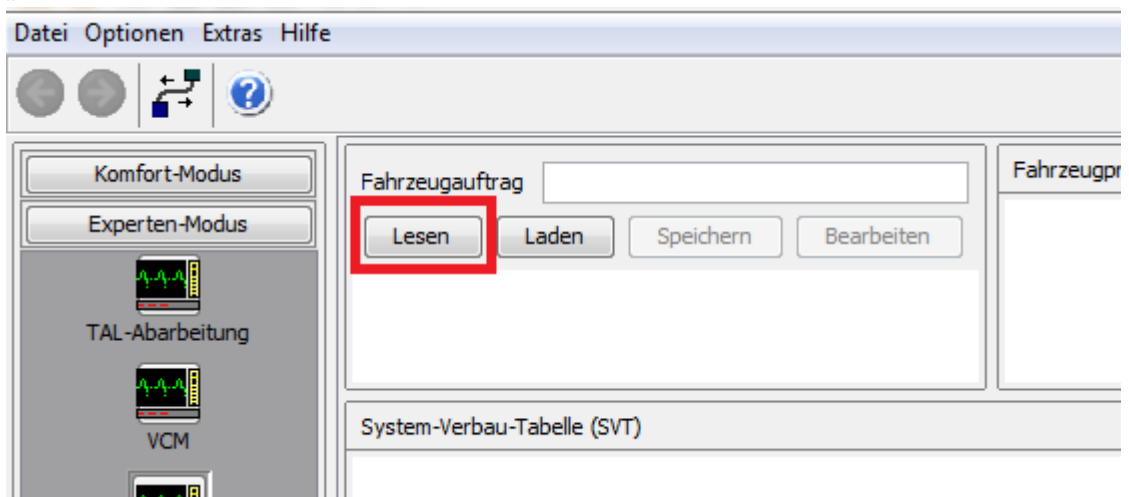 Datei Optionen Extras Hilfe
Komfort-Modus
Experten-Modus
TAL-Abarbeitung
VCM
Fahrzeugauftrag
Lesen Laden Speichern Bearbeiten
System-Verbau-Tabelle (SVT)
Fahrzeugpr